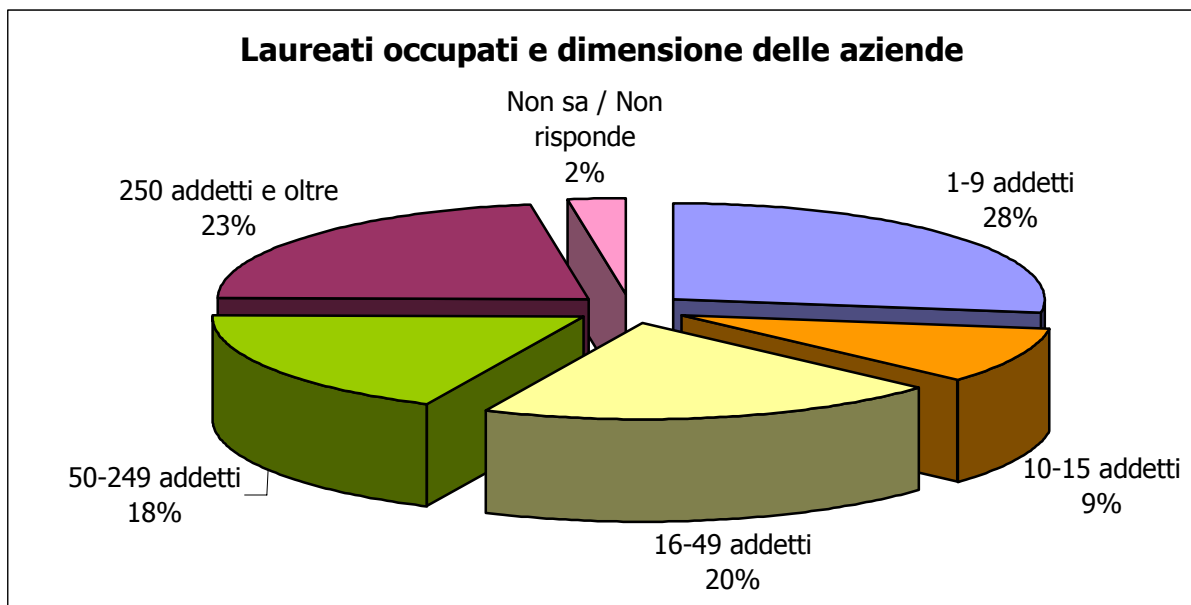 Laureati occupati e dimensione delle aziende
Non sa / Non
risponde
2%
1-9 addetti
28%
250 addetti e oltre
23%
10-15 addetti
9%
50-249 addetti
18%
16-49 addetti
20%